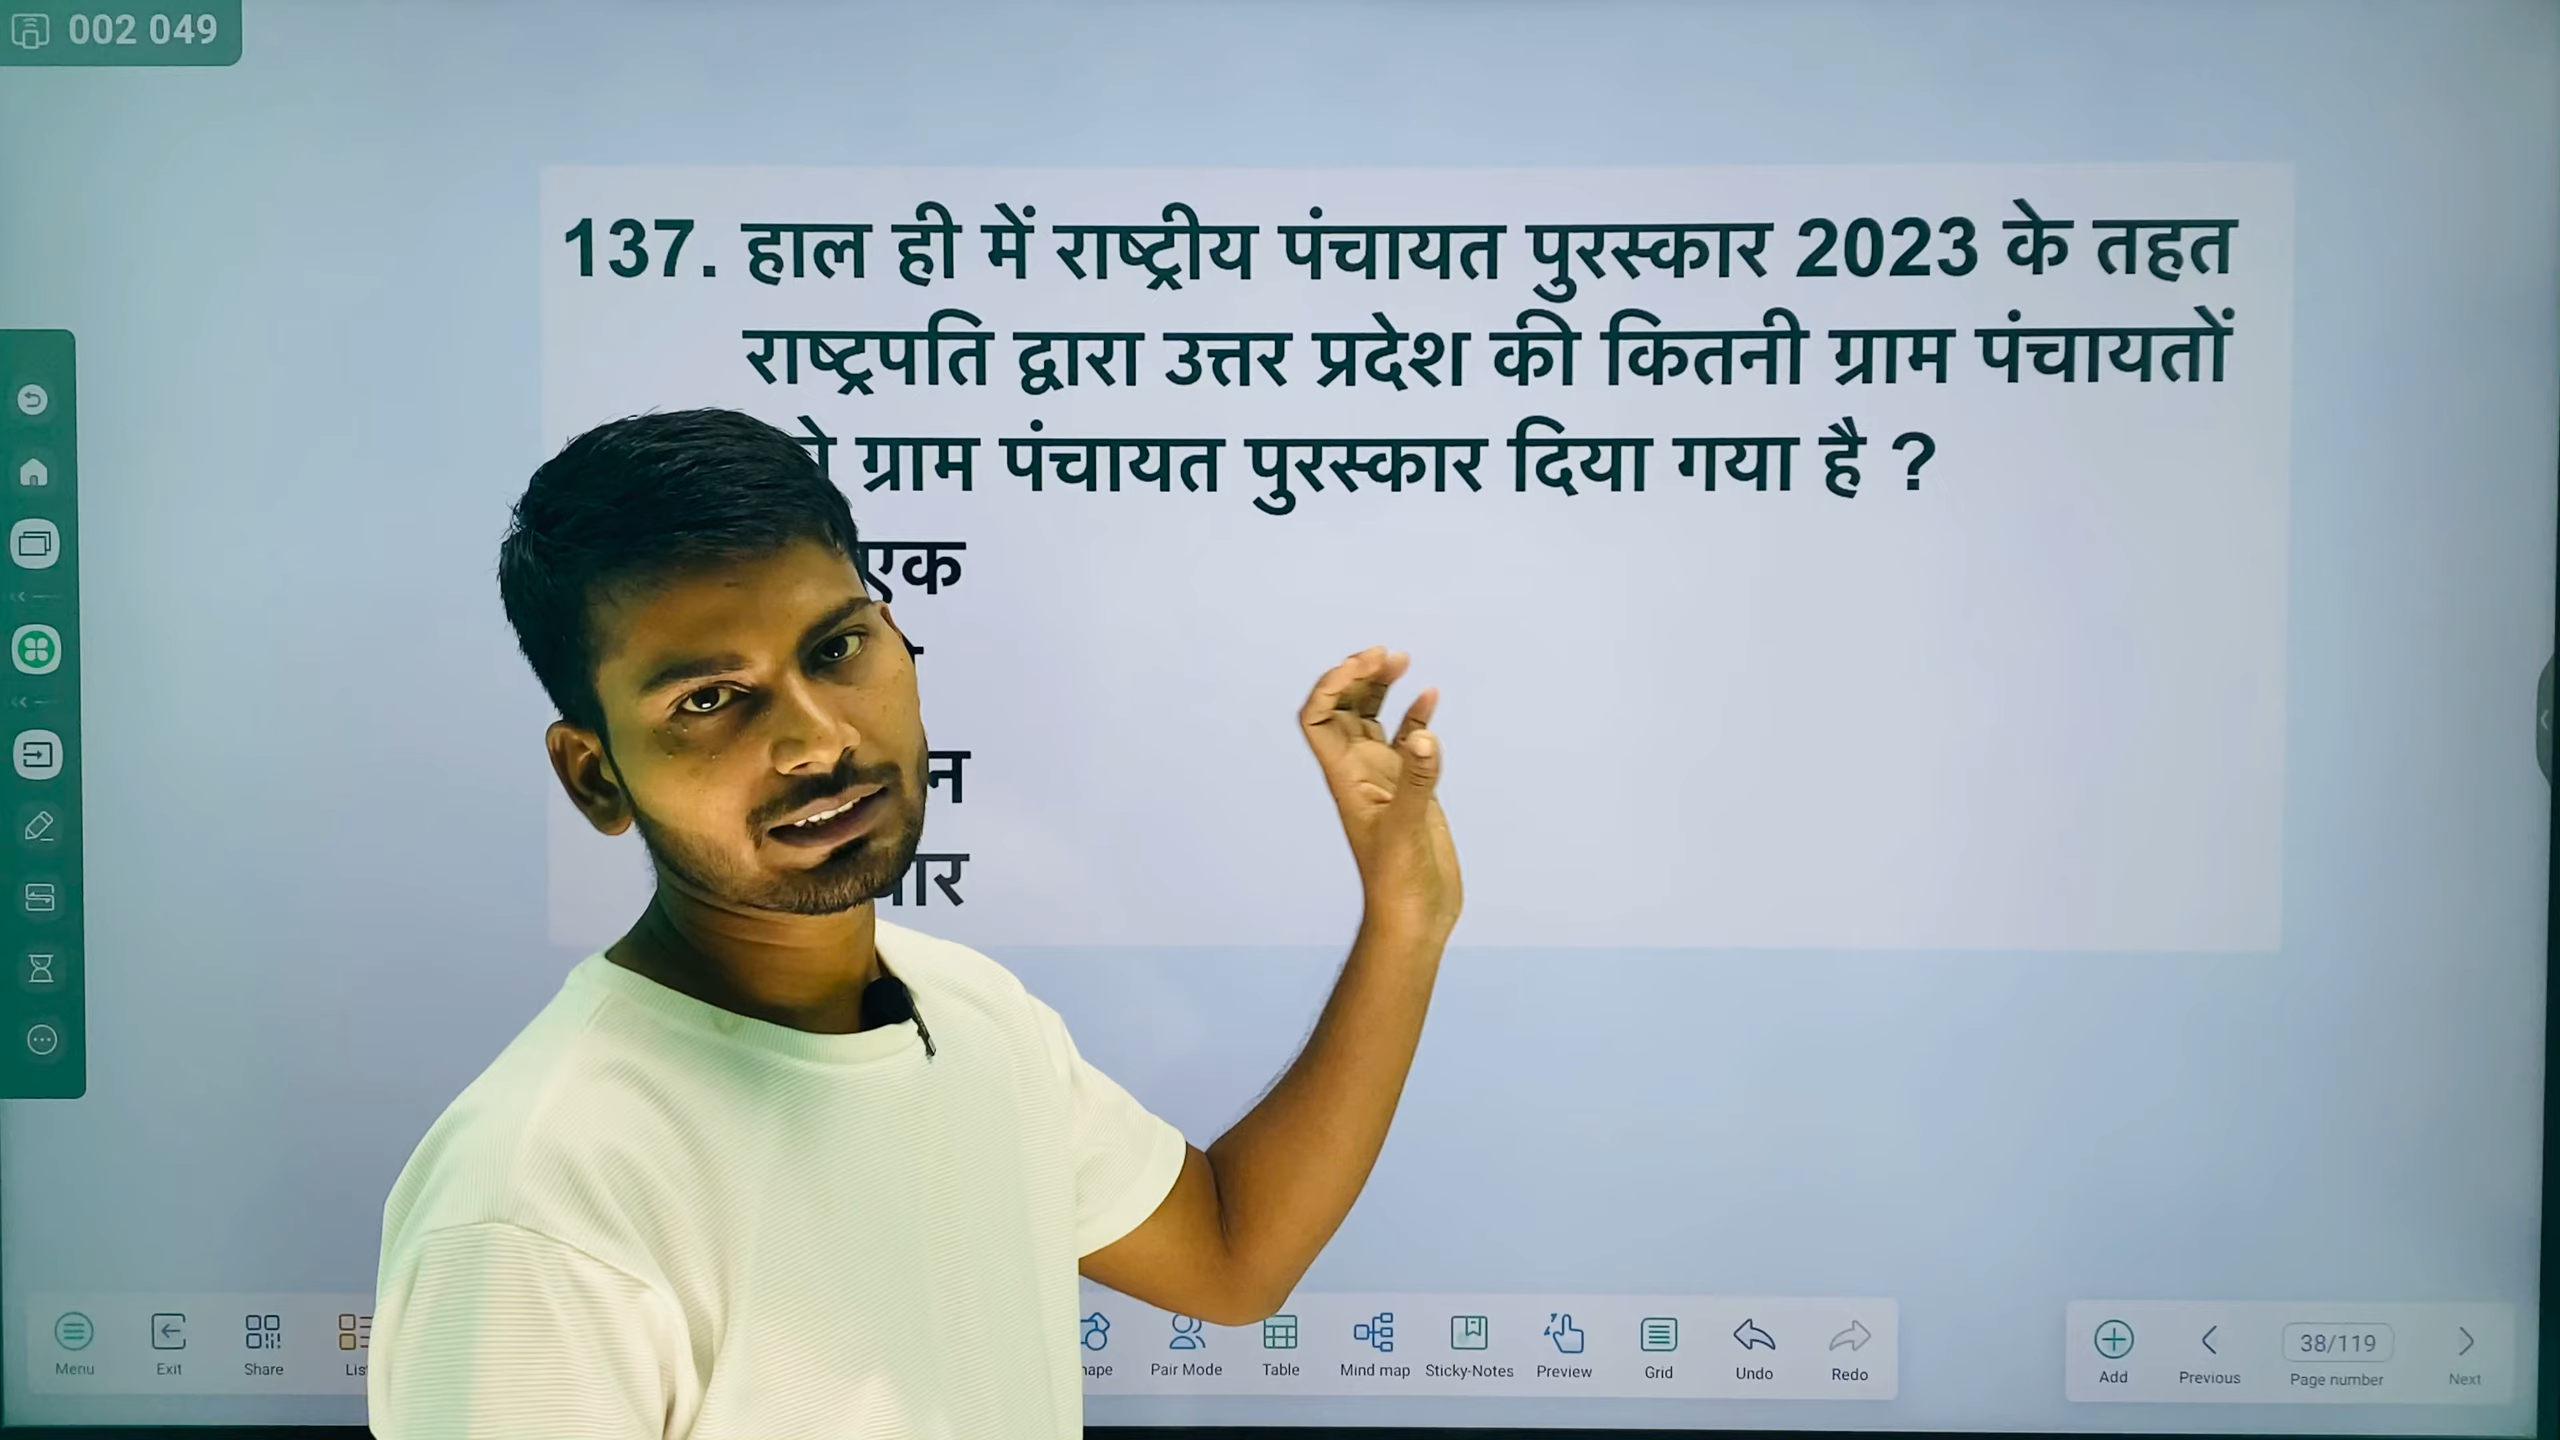 002 049
137. हाल ही में राष्ट्रीय पंचायत पुरस्कार 2023 के तहत
राष्ट्रपति द्वारा उत्तर प्रदेश की कितनी ग्राम पंचायतों
ग्राम पंचायत पुरस्कार दिया गया है ?
एक
Menu Exit Share Pair Mode Table Mind map Sticky-Notes Preview Grid Undo Redo
Add Previous 38/119 Page number Next